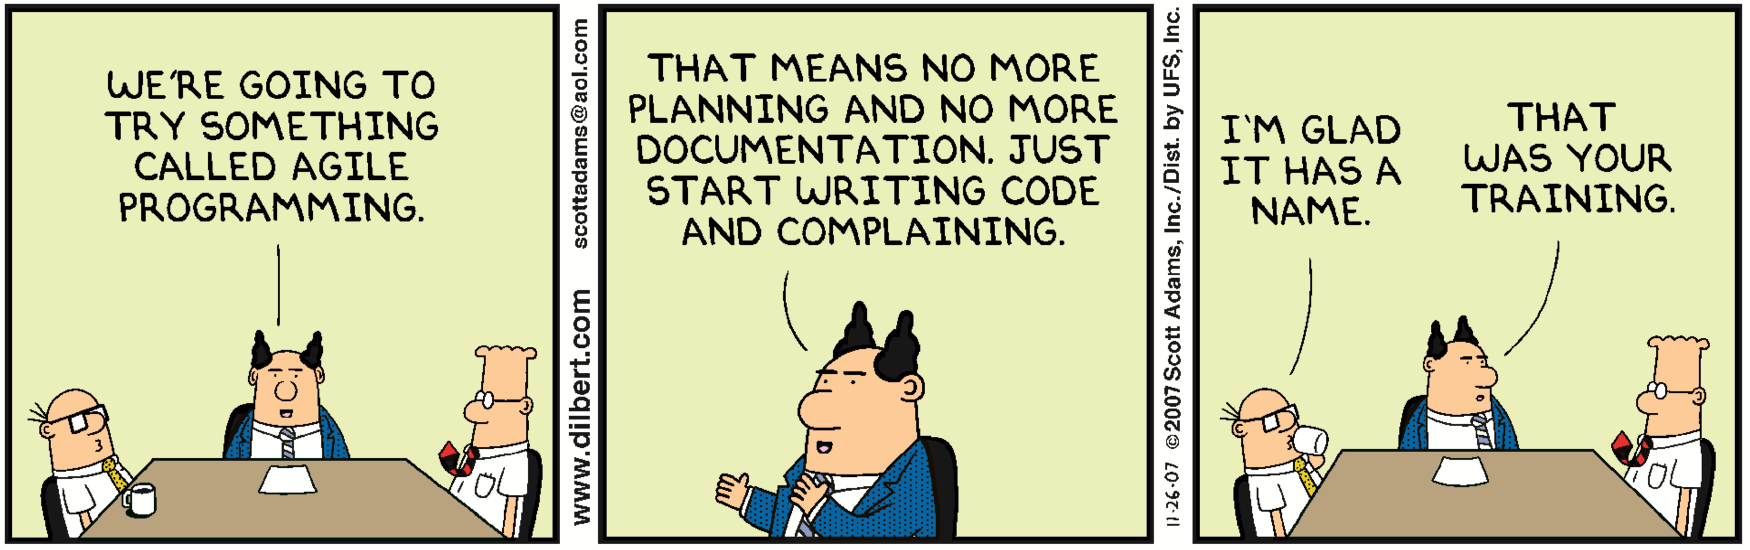 WE'RE GOING TO
TRY SOMETHING
CALLED AGILE
PROGRAMMING.
www.dilbert.com scottadams@aol.com
THAT MEANS NO MORE
PLANNING AND NO MORE
DOCUMENTATION. JUST
START WRITING CODE
AND COMPLAINING.
11-26-07 ©2007 Scott Adams, Inc./Dist. by UFS, Inc.
I'M GLAD
IT HAS A
NAME.
THAT
WAS YOUR
TRAINING.